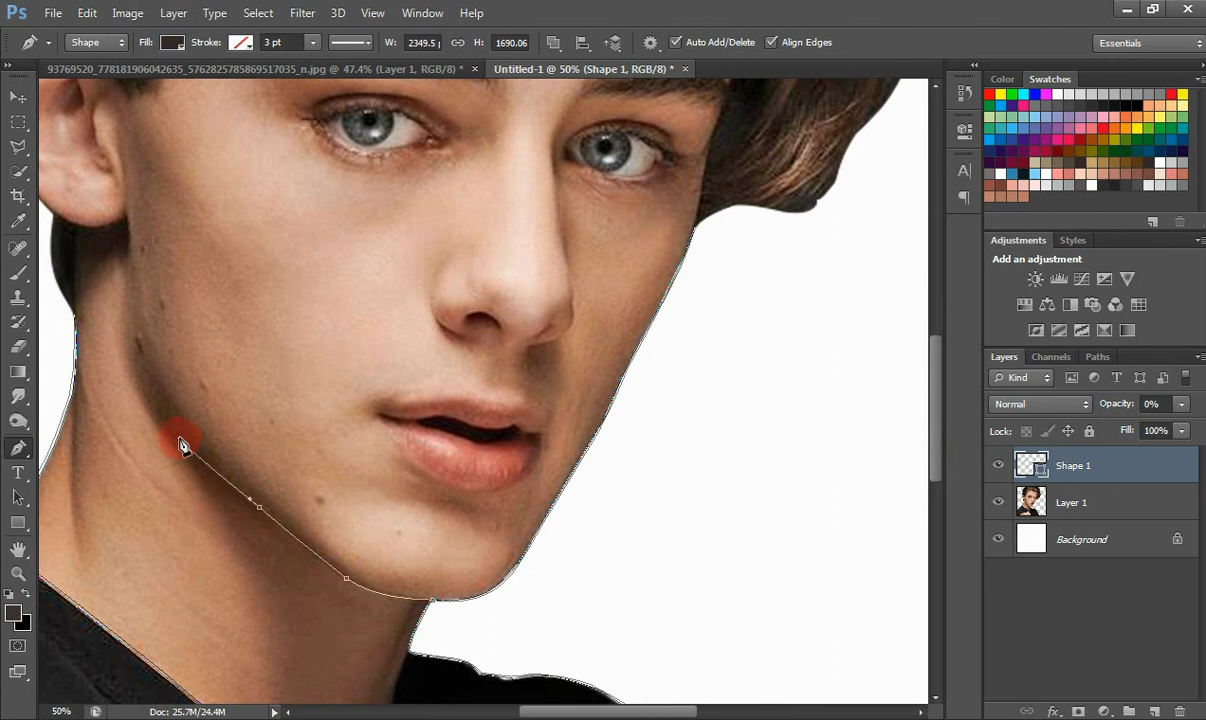 Ps File Edit Image Layer Type Select Filter 3D View Window Help
Shape Fill: Stroke: 3 pt W: 2349.5 p H: 1690.06 Auto Add/Delete Align Edges Essentials
93769520_778181906042635_5762825785869517035_n.jpg @ 47.4% (Layer 1, RGB/8) * × Untitled-1 @ 50% (Shape 1, RGB/8) * ×
Color Swatches
Adjustments Styles
Add an adjustment
Layers Channels Paths
Kind
Normal Opacity: 0%
Lock: Fill: 100%
Shape 1
Layer 1
Background
50% Doc: 25.7M/24.4M